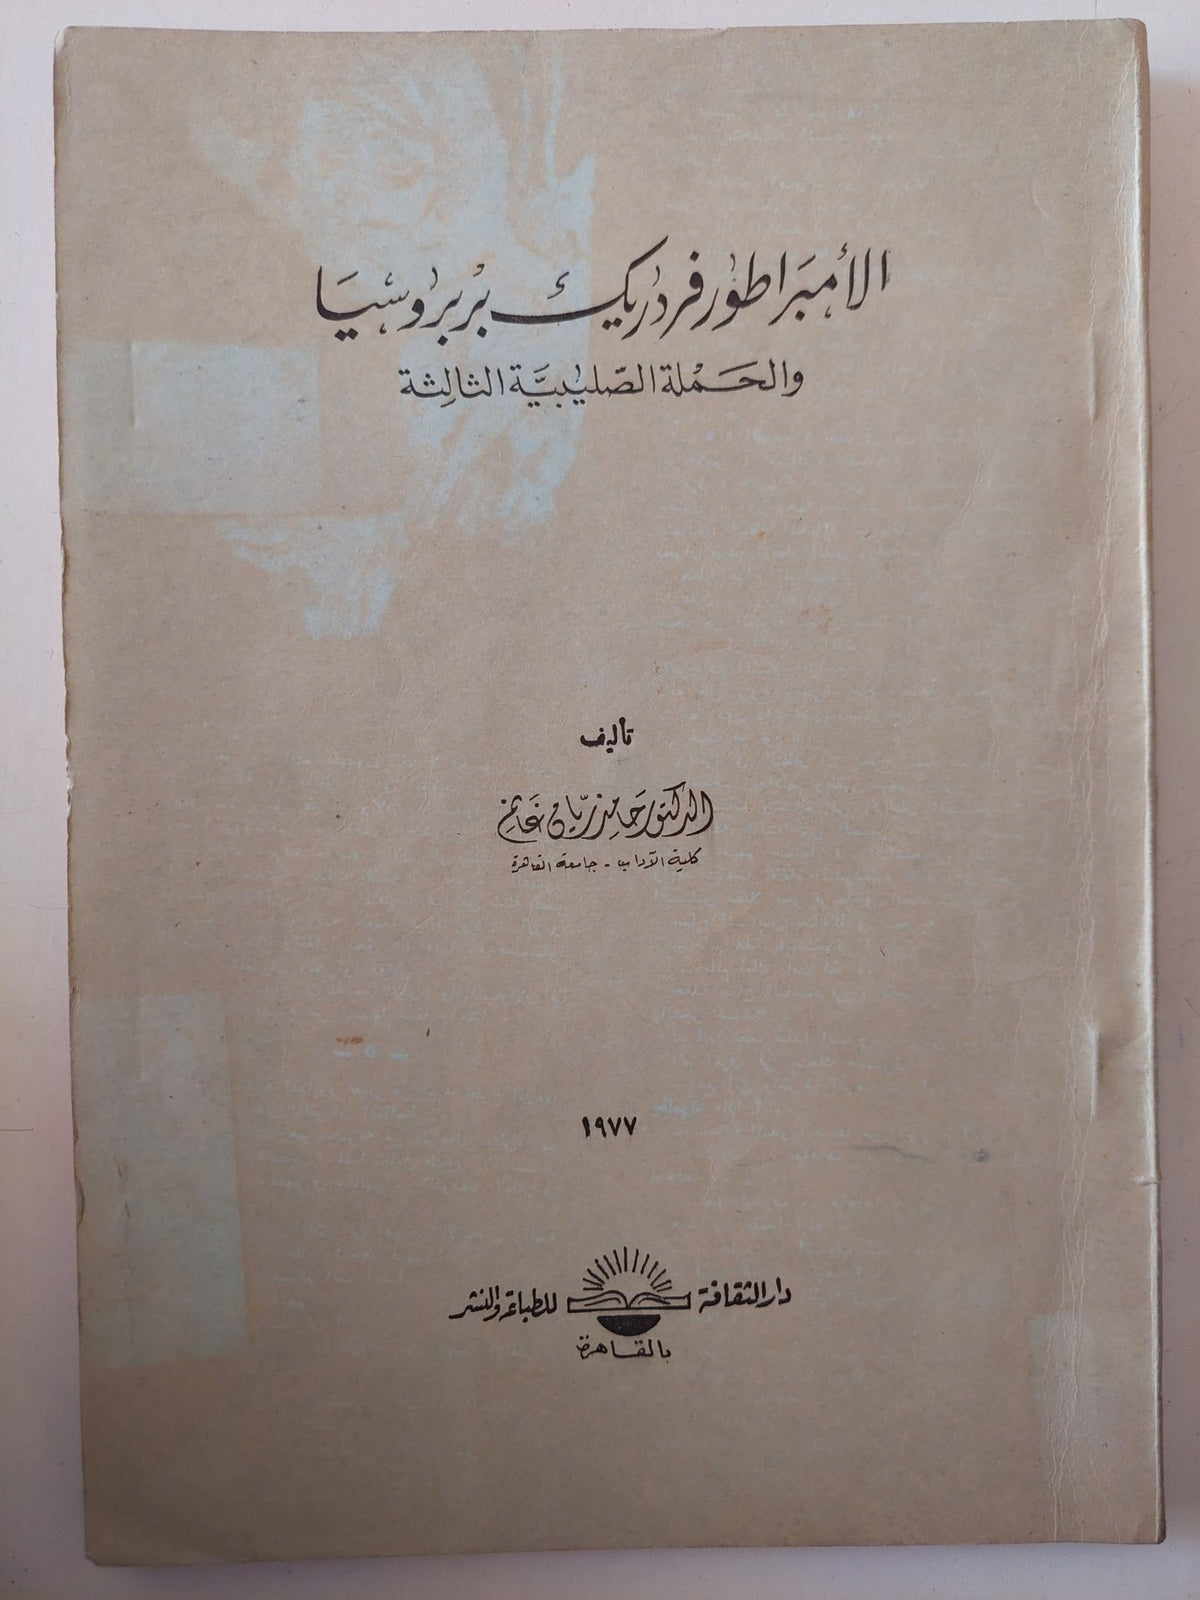 الأمبراطور فردريك بربروسيا
والحملة الصليبية الثالثة
تأليف
الدكتور حامد زيان غانم
كلية الآداب - جامعة القاهرة
١٩٧٧
دار الثقافة للطباعة والنشر
بالقاهرة